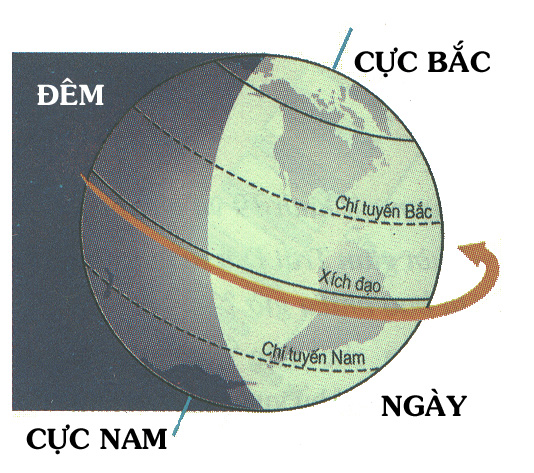 CỰC BẮC
ĐÊM
Chí tuyến Bắc
Xích đạo
Chí tuyến Nam
NGÀY
CỰC NAM